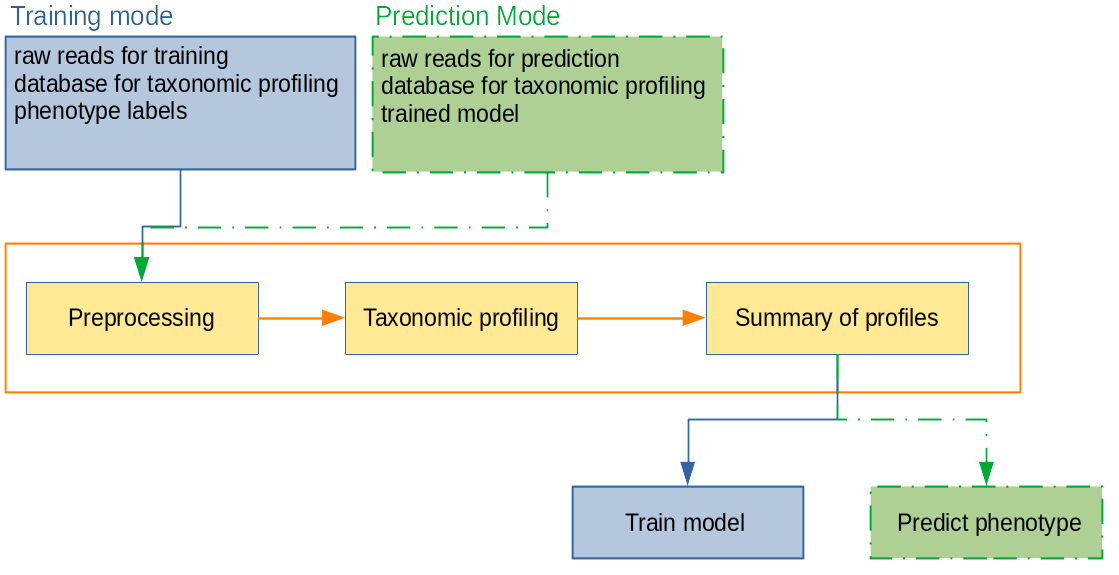 Training mode
raw reads for training
database for taxonomic profiling
phenotype labels
Prediction Mode
raw reads for prediction
database for taxonomic profiling
trained model
Preprocessing
Taxonomic profiling
Summary of profiles
Train model
Predict phenotype